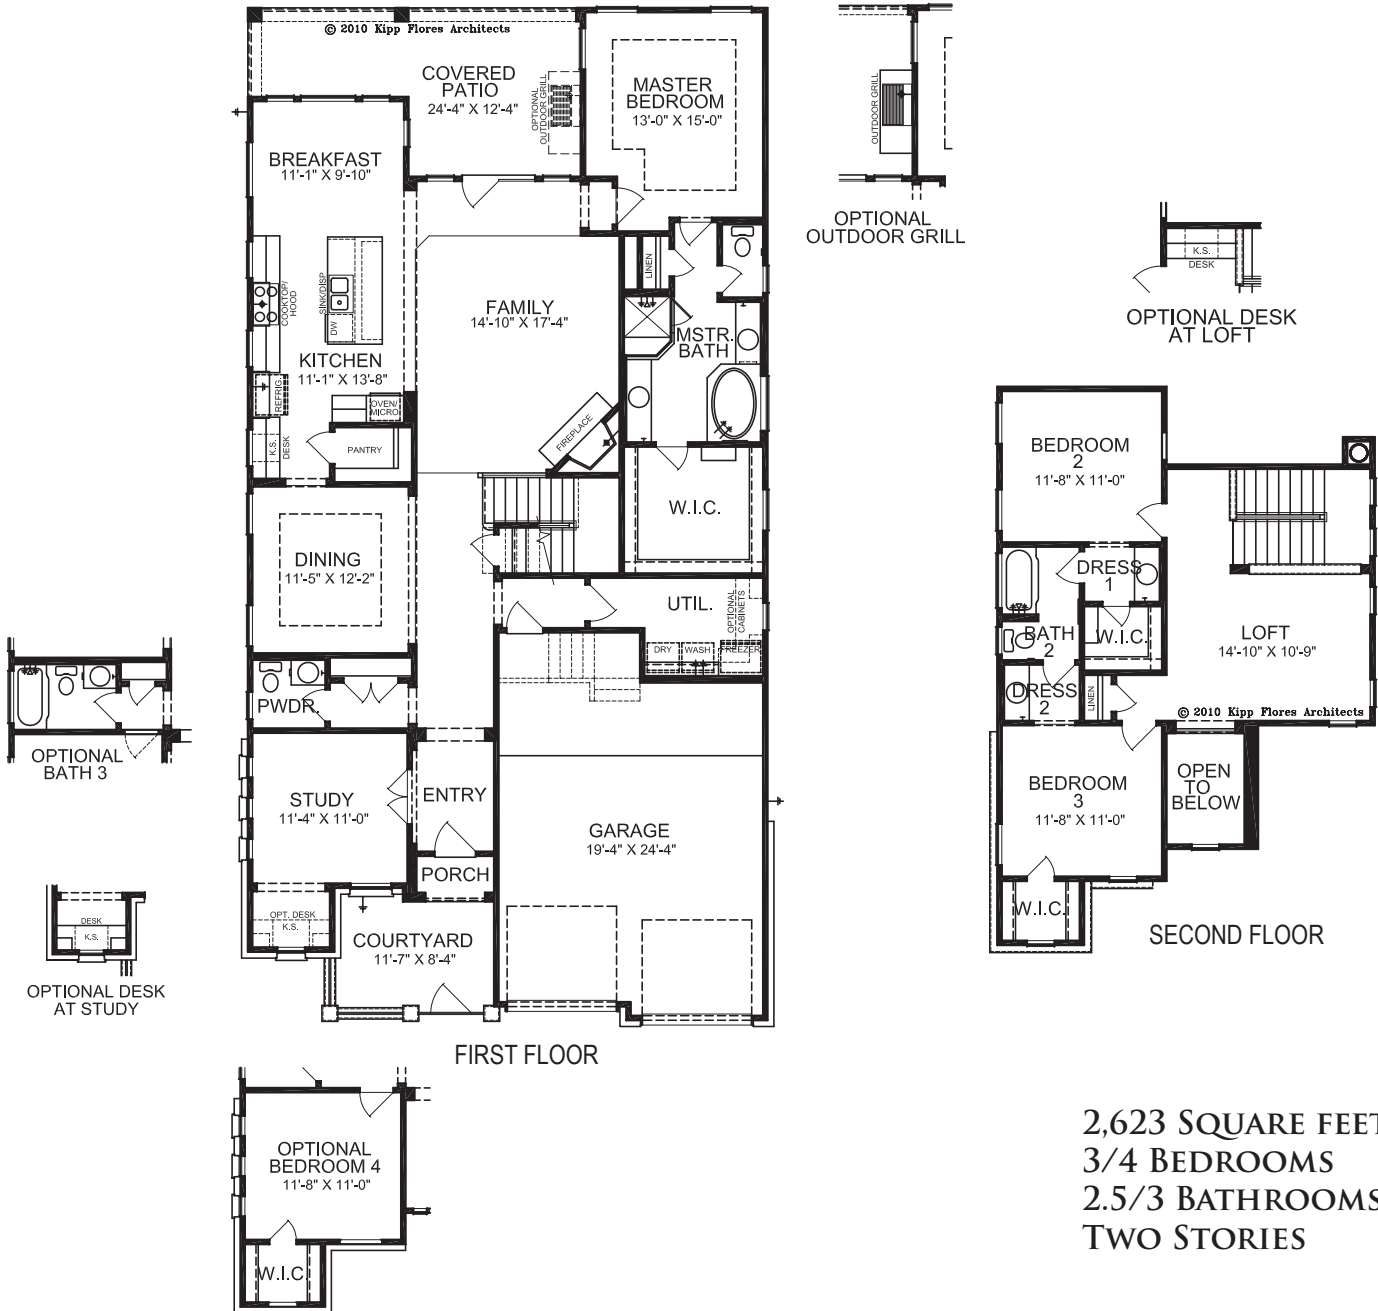 © 2010 Kipp Flores Architects
COVERED
PATIO
24'-4" X 12'-4"
OPTIONAL
OUTDOOR GRILL
MASTER
BEDROOM
13'-0" X 15'-0"
BREAKFAST
11'-1" X 9'-10"
OUTDOOR GRILL
OPTIONAL
OUTDOOR GRILL
K.S.
DESK
OPTIONAL DESK
AT LOFT
LINEN
COOKTOP/
HOOD
SINK/DISP
DW
FAMILY
14'-10" X 17'-4"
MSTR.
BATH
KITCHEN
11'-1" X 13'-8"
REFRIG.
OVEN/
MICRO
FIREPLACE
K.S.
DESK
PANTRY
W.I.C.
DINING
11'-5" X 12'-2"
UTIL.
OPTIONAL
CABINETS
DRY
WASH
FREEZER
PWDR.
OPTIONAL
BATH 3
STUDY
11'-4" X 11'-0"
ENTRY
GARAGE
19'-4" X 24'-4"
PORCH
OPT. DESK
K.S.
COURTYARD
11'-7" X 8'-4"
DESK
K.S.
OPTIONAL DESK
AT STUDY
FIRST FLOOR
BEDROOM
2
11'-8" X 11'-0"
DRESS
1
BATH
2
W.I.C.
LOFT
14'-10" X 10'-9"
DRESS
2
LINEN
© 2010 Kipp Flores Architects
BEDROOM
3
11'-8" X 11'-0"
OPEN
TO
BELOW
W.I.C.
SECOND FLOOR
OPTIONAL
BEDROOM 4
11'-8" X 11'-0"
W.I.C.
2,623 SQUARE FEET
3/4 BEDROOMS
2.5/3 BATHROOMS
TWO STORIES